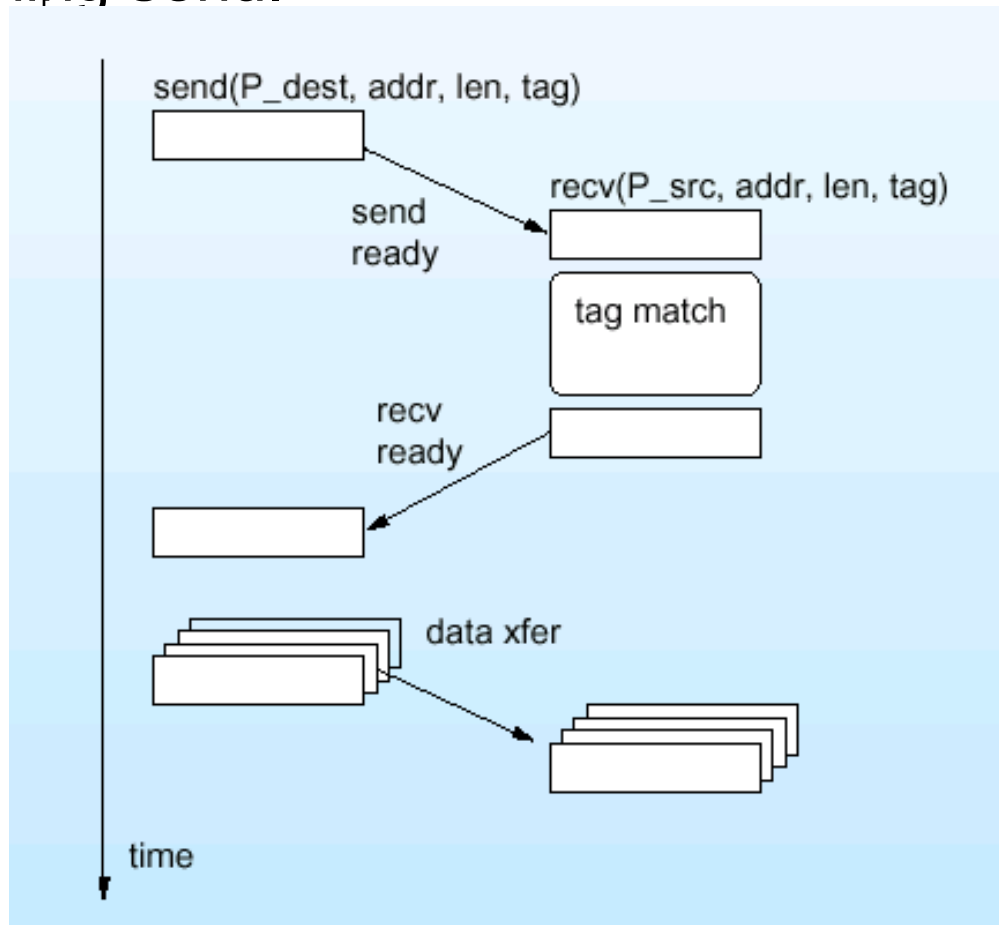 send(P_dest, addr, len, tag)
recv(P_src, addr, len, tag)
send
ready
tag match
recv
ready
data xfer
time